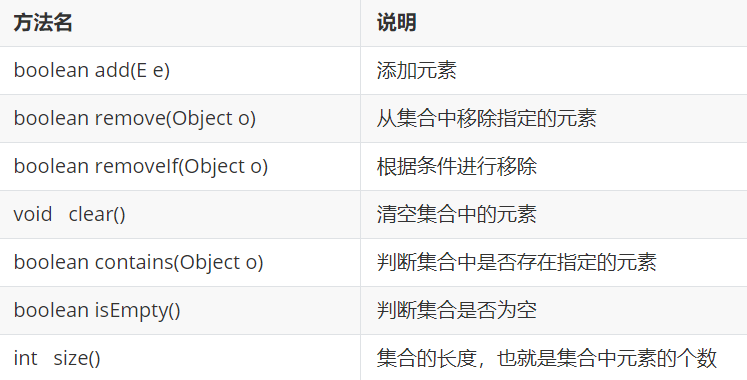 方法名 说明
boolean add(E e) 添加元素
boolean remove(Object o) 从集合中移除指定的元素
boolean removeIf(Object o) 根据条件进行移除
void clear() 清空集合中的元素
boolean contains(Object o) 判断集合中是否存在指定的元素
boolean isEmpty() 判断集合是否为空
int size() 集合的长度，也就是集合中元素的个数